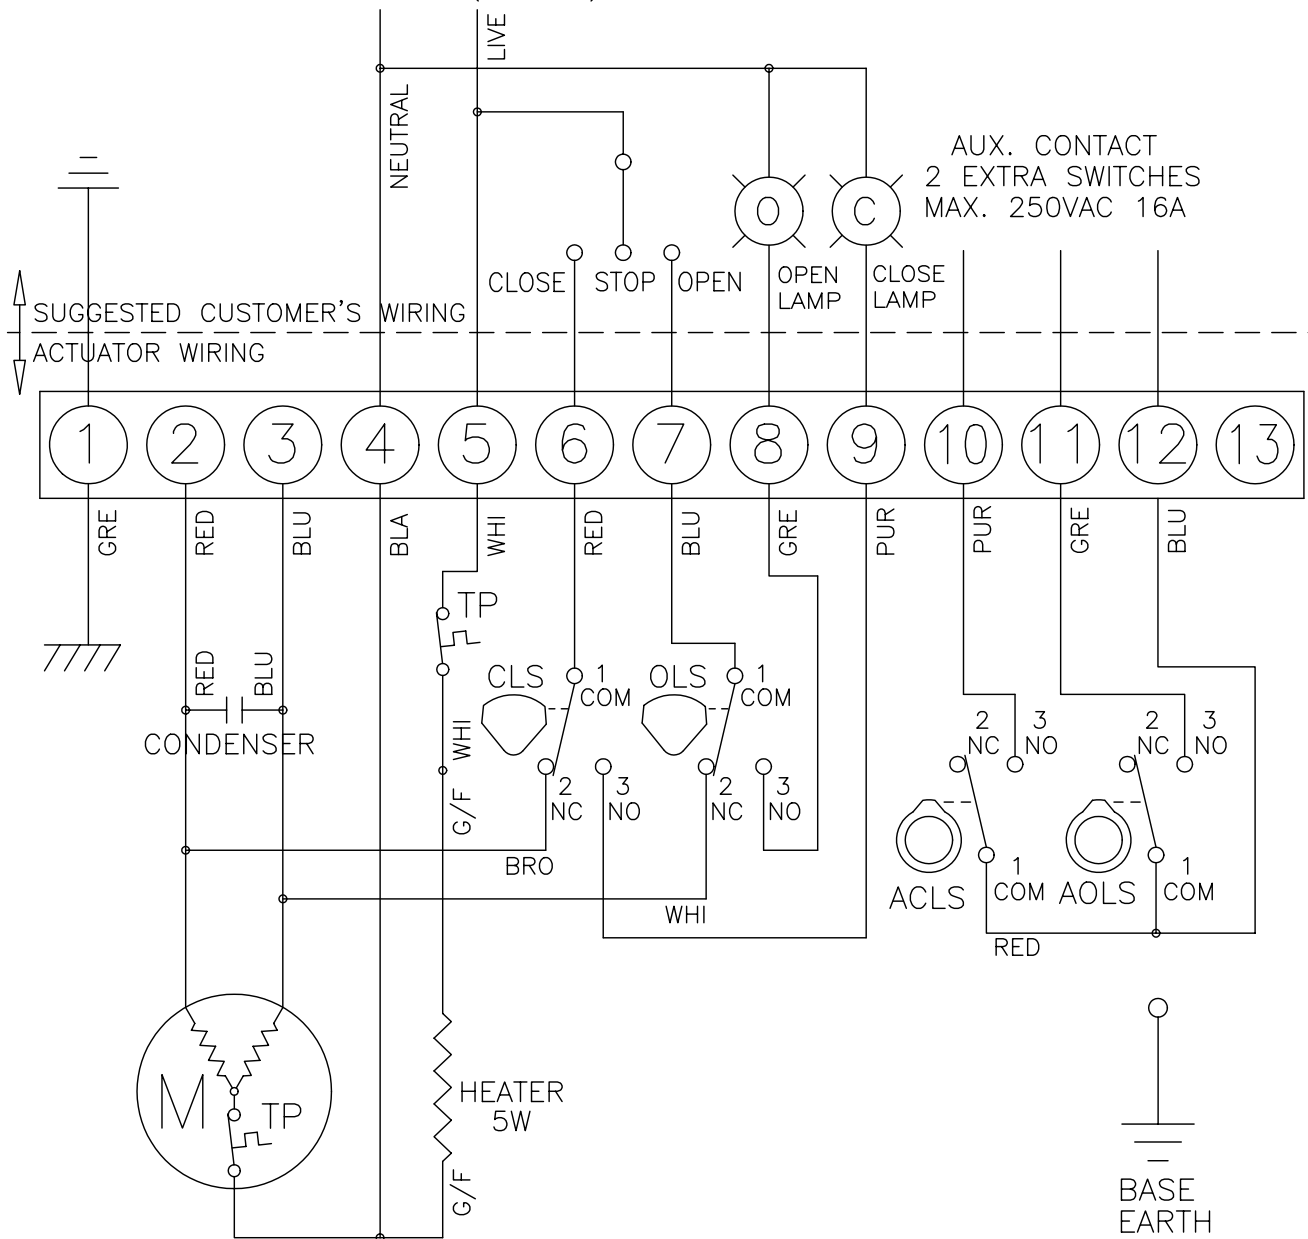 LIVE
NEUTRAL
AUX. CONTACT
2 EXTRA SWITCHES
MAX. 250VAC 16A
O
C
CLOSE
STOP
OPEN
OPEN
LAMP
CLOSE
LAMP
SUGGESTED CUSTOMER'S WIRING
ACTUATOR WIRING
1
2
3
4
5
6
7
8
9
10
11
12
13
GRE
RED
BLU
BLA
WHI
RED
BLU
GRE
PUR
PUR
GRE
BLU
TP
RED
BLU
CONDENSER
WHI
G/F
CLS
1
COM
2
NC
3
NO
OLS
1
COM
2
NC
3
NO
2
NC
3
NO
2
NC
3
NO
BRO
WHI
ACLS
1
COM
AOLS
1
COM
RED
M
TP
HEATER
5W
G/F
BASE
EARTH